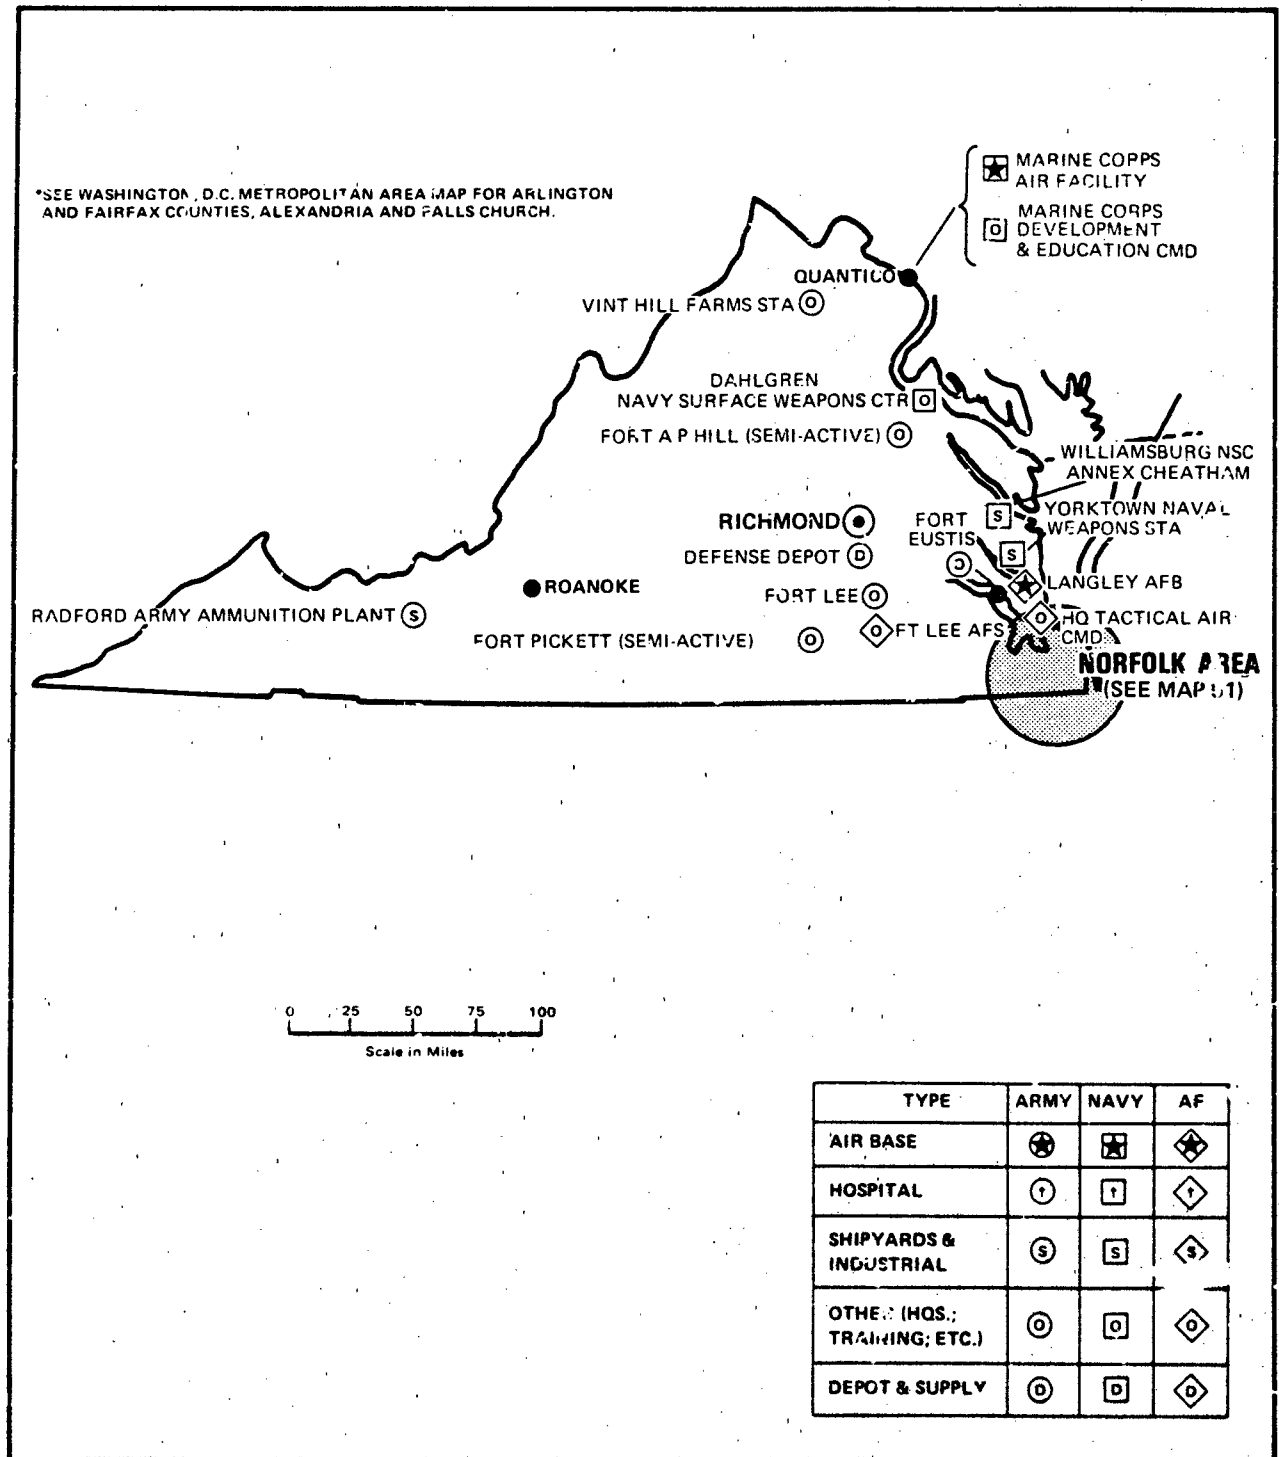 *SEE WASHINGTON, D.C. METROPOLITAN AREA MAP FOR ARLINGTON
AND FAIRFAX COUNTIES, ALEXANDRIA AND FALLS CHURCH.
MARINE COPPS
AIR FACILITY
O MARINE CORPS
DEVELOPMENT
& EDUCATION CMD
QUANTICO
VINT HILL FARMS STA O
DAHLGREN
NAVY SURFACE WEAPONS CTR O
FORT A P HILL (SEMI-ACTIVE) O
WILLIAMSBURG NSC
ANNEX CHEATHAM
S
YORKTOWN NAVAL
WEAPONS STA
S
RICHMOND
FORT
EUSTIS
DEFENSE DEPOT D
LANGLEY AFB
ROANOKE
FORT LEE O
RADFORD ARMY AMMUNITION PLANT S
O HQ TACTICAL AIR
CMD
O FT LEE AFS
FORT PICKETT (SEMI-ACTIVE) O
NORFOLK AREA
(SEE MAP
0 25 50 75 100
Scale in Miles
TYPE ARMY NAVY AF
AIR BASE
HOSPITAL † † †
SHIPYARDS &
INDUSTRIAL S S S
OTHER (HQS.;
TRAINING; ETC.) O O O
DEPOT & SUPPLY D D D